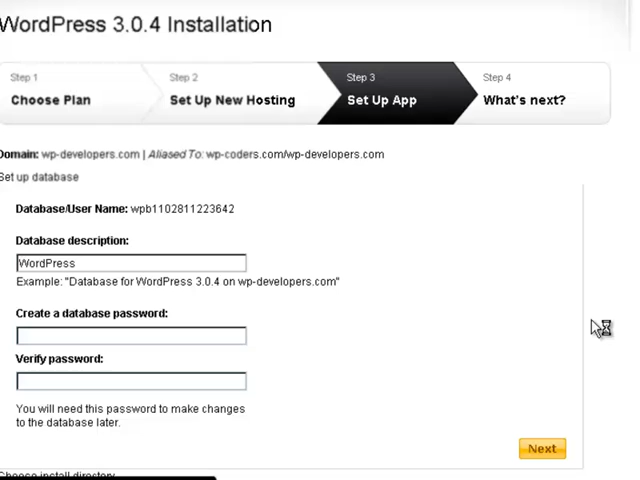 WordPress 3.0.4 Installation
Step 1
Choose Plan
Step 2
Set Up New Hosting
Step 3
Set Up App
Step 4
What's next?
Domain: wp-developers.com | Aliased To: wp-coders.com/wp-developers.com
Set up database
Database/User Name: wpb1102811223642
Database description:
WordPress
Example: "Database for WordPress 3.0.4 on wp-developers.com"
Create a database password:
Verify password:
You will need this password to make changes
to the database later.
Next
Choose install directory